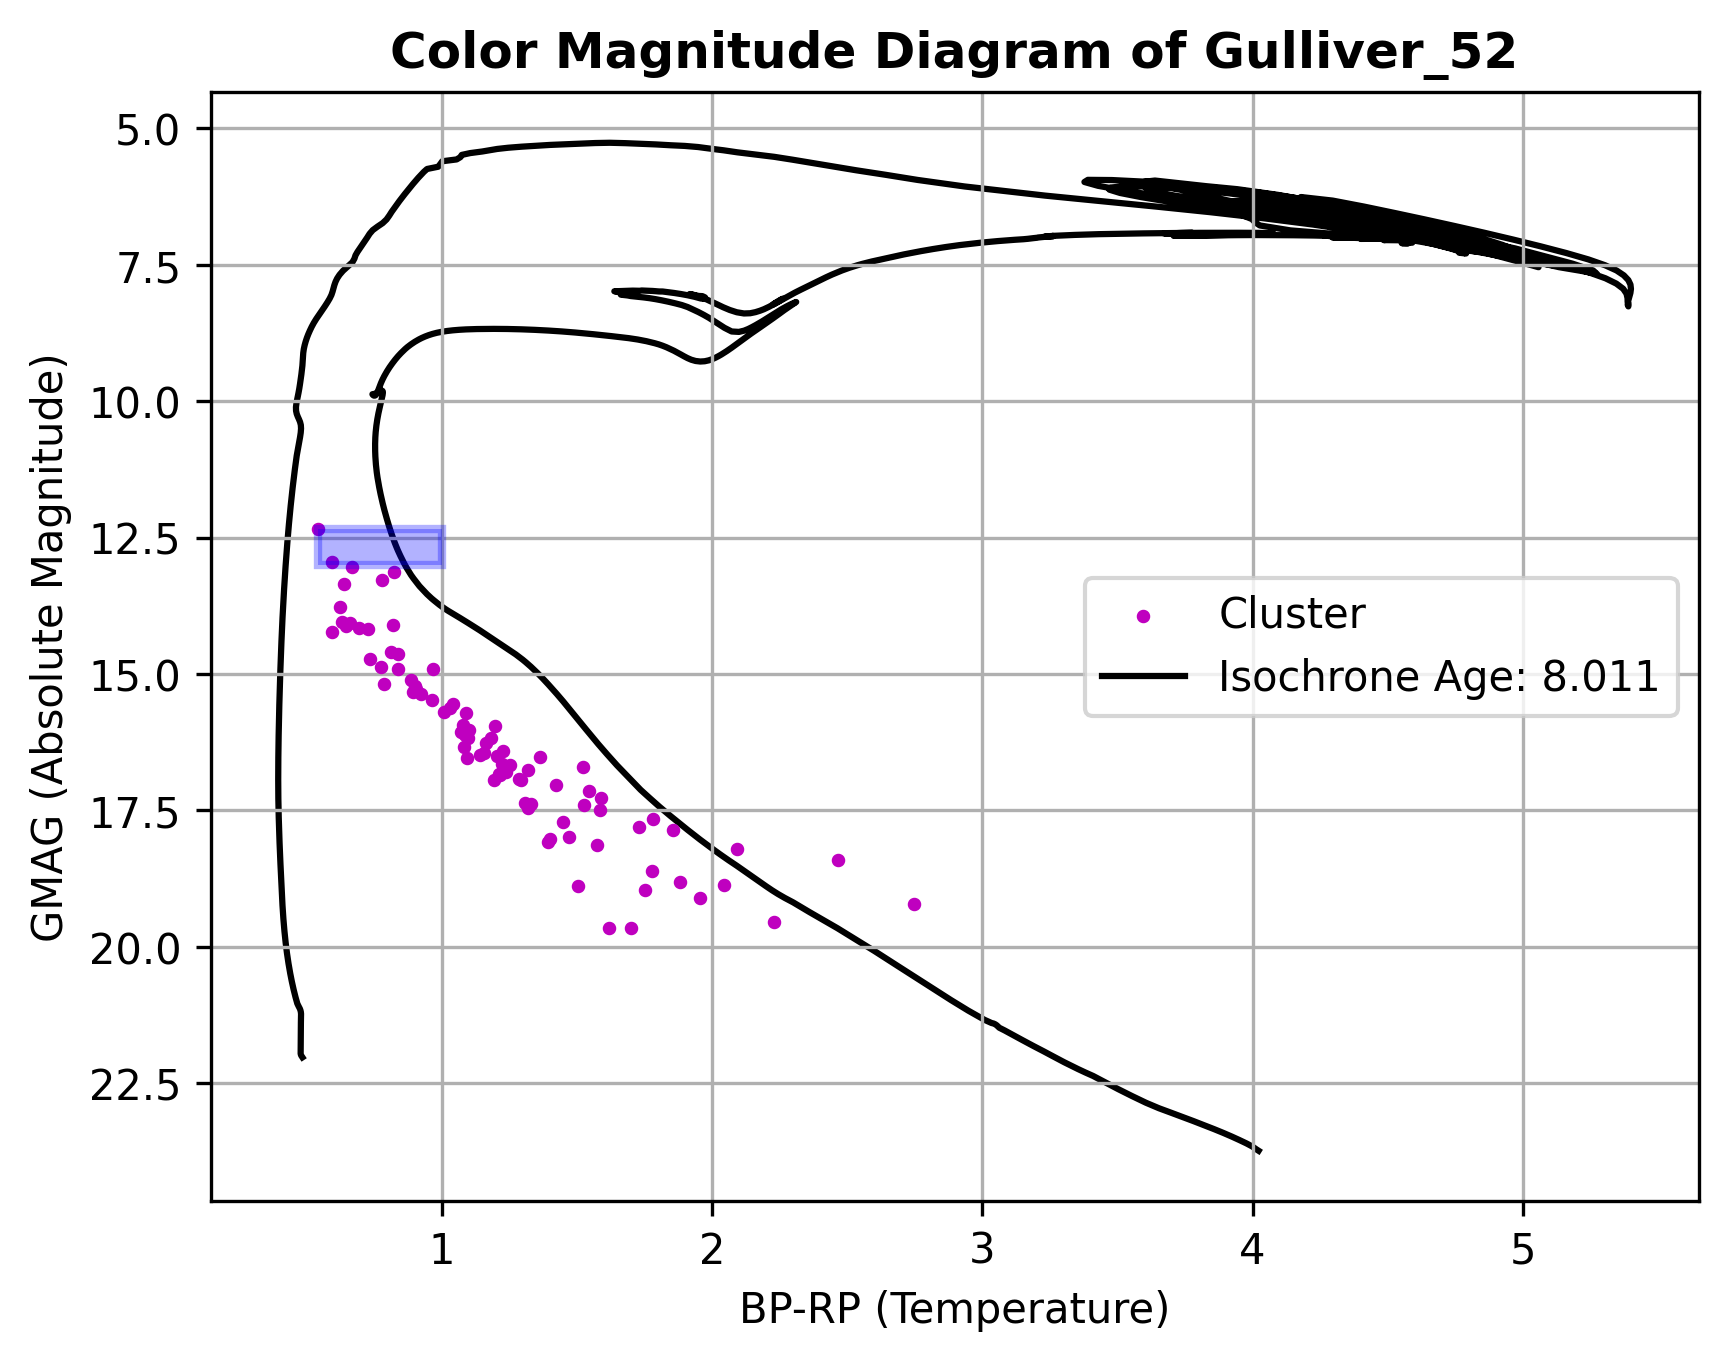 Color Magnitude Diagram of Gulliver_52
GMAG (Absolute Magnitude)
5.0
7.5
10.0
12.5
15.0
17.5
20.0
22.5
Cluster
Isochrone Age: 8.011
1 2 3 4 5
BP-RP (Temperature)